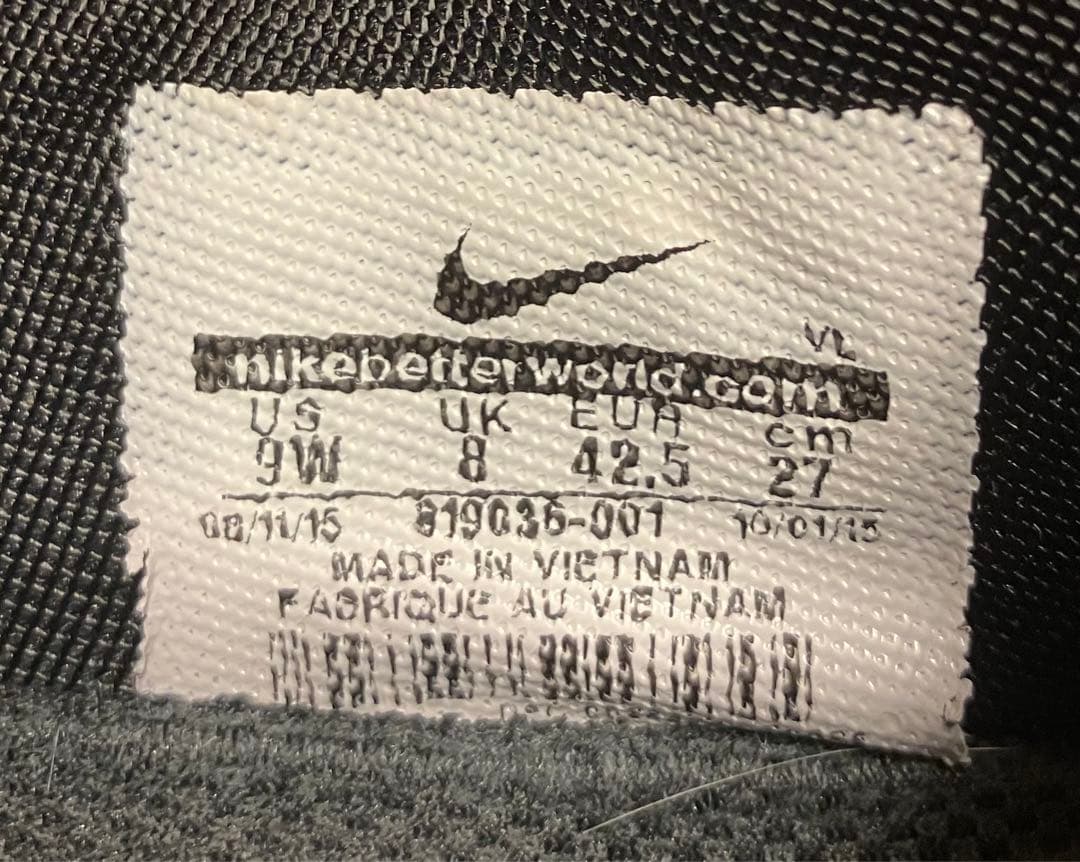 VL
nikebetterworld.com
US UK EUR cm
9W 8 42.5 27
08/11/15 819036-001 10/01/15
MADE IN VIETNAM
FABRIQUE AU VIETNAM